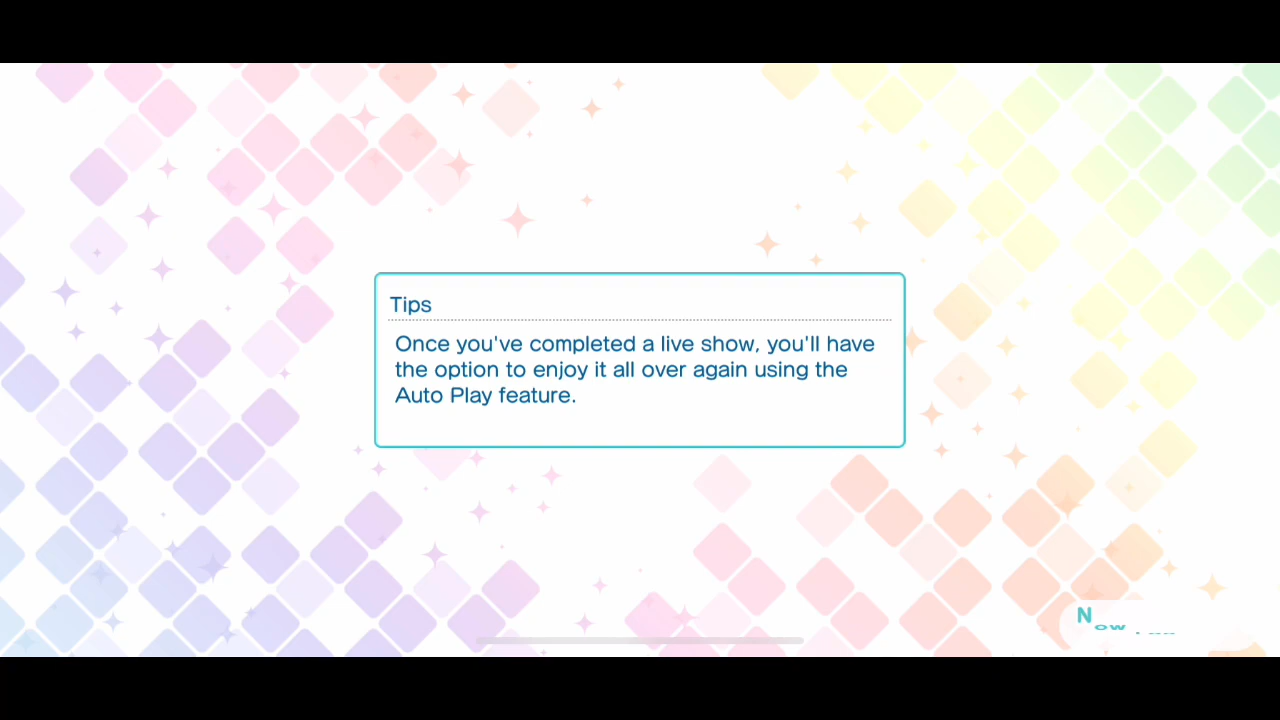 Tips
Once you've completed a live show, you'll have
the option to enjoy it all over again using the
Auto Play feature.
Now